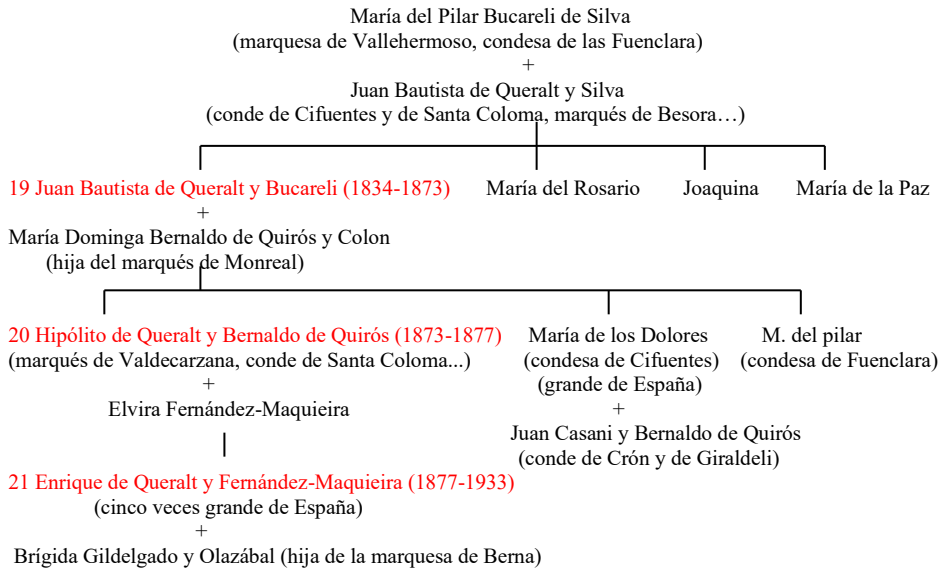 María del Pilar Bucareli de Silva
(marquesa de Vallehermoso, condesa de las Fuenclara)
+
Juan Bautista de Queralt y Silva
(conde de Cifuentes y de Santa Coloma, marqués de Besora…)
19 Juan Bautista de Queralt y Bucareli (1834-1873) María del Rosario Joaquina María de la Paz
+
María Dominga Bernaldo de Quirós y Colon
(hija del marqués de Monreal)
20 Hipólito de Queralt y Bernaldo de Quirós (1873-1877) María de los Dolores M. del pilar
(marqués de Valdecarzana, conde de Santa Coloma...) (condesa de Cifuentes) (condesa de Fuenclara)
+ (grande de España)
Elvira Fernández-Maquieira +
Juan Casani y Bernaldo de Quirós
(conde de Crón y de Giraldeli)
21 Enrique de Queralt y Fernández-Maquieira (1877-1933)
(cinco veces grande de España)
+
Brígida Gildelgado y Olazábal (hija de la marquesa de Berna)